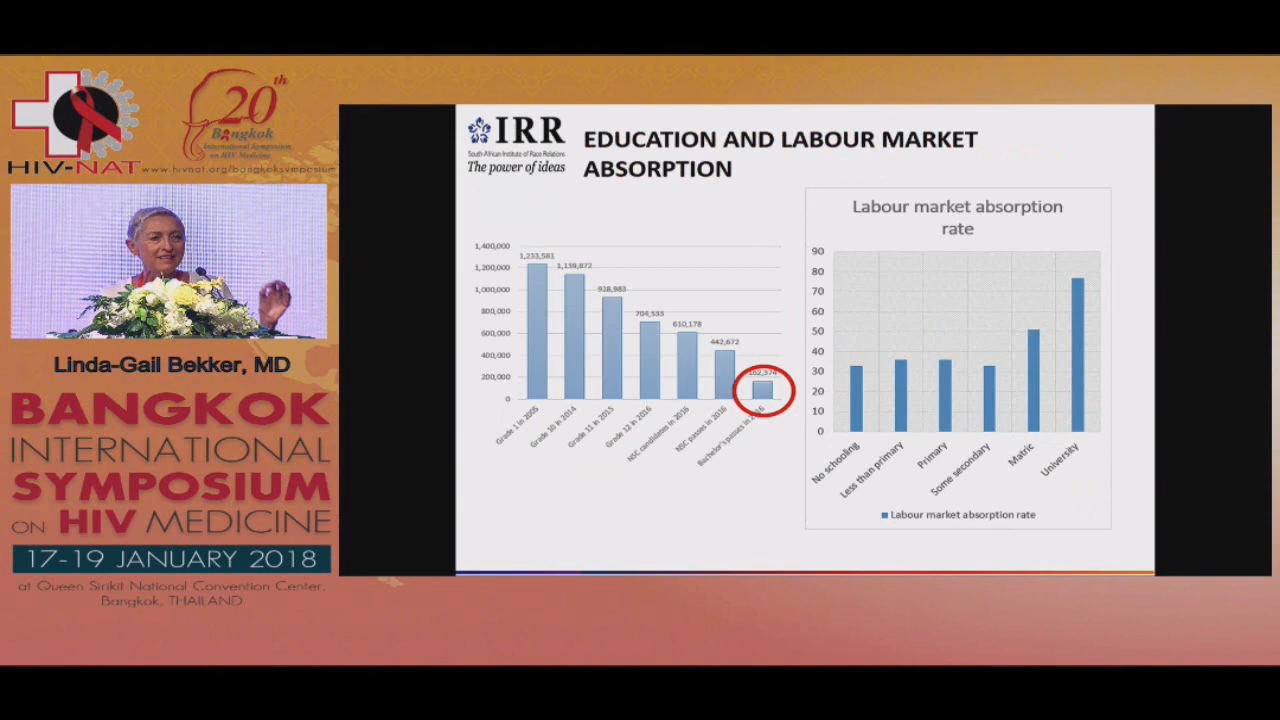 20th
Bangkok
International Symposium
on HIV Medicine
HIV-NAT
www.hivnat.org/bangkoksymposium
Linda-Gail Bekker, MD
BANGKOK
INTERNATIONAL
SYMPOSIUM
ON HIV MEDICINE
17-19 JANUARY 2018
at Queen Sirikit National Convention Center,
Bangkok, THAILAND
IRR
South African Institute of Race Relations
The power of ideas
EDUCATION AND LABOUR MARKET
ABSORPTION
1,400,000
1,200,000
1,000,000
800,000
600,000
400,000
200,000
0
1,233,581
1,139,872
928,983
704,533
610,178
442,672
162,374
Grade 1 in 2005
Grade 10 in 2014
Grade 11 in 2015
Grade 12 in 2016
NSC candidates in 2016
NSC passes in 2016
Bachelor's passes in 2016
Labour market absorption
rate
90
80
70
60
50
40
30
20
10
0
No schooling
Less than primary
Primary
Some secondary
Matric
University
Labour market absorption rate